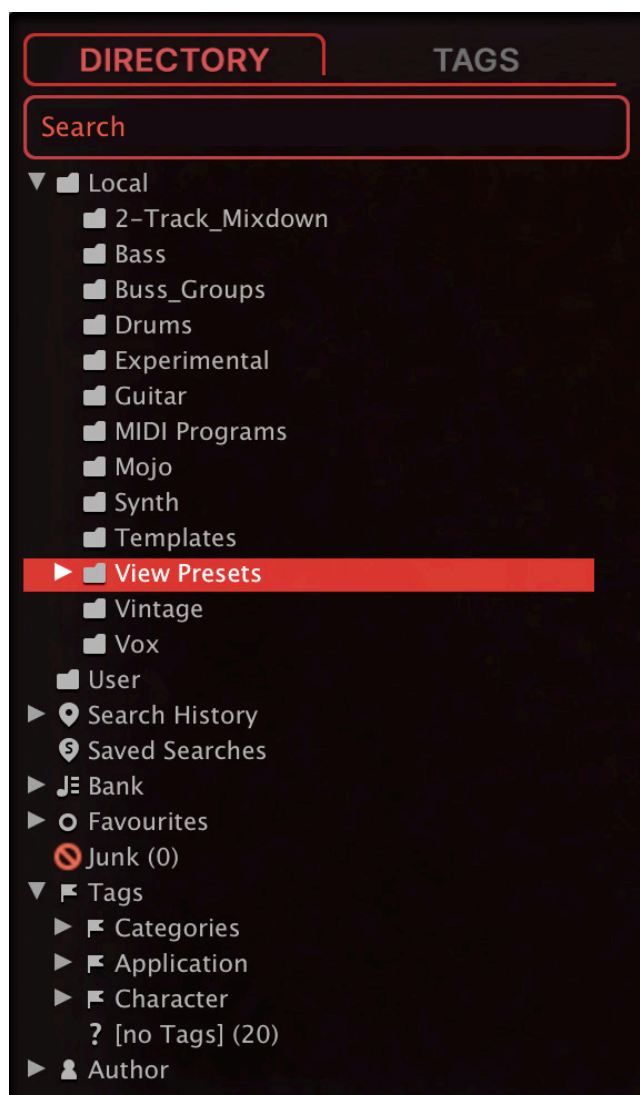 DIRECTORY TAGS
Search
Local
2-Track_Mixdown
Bass
Buss_Groups
Drums
Experimental
Guitar
MIDI Programs
Mojo
Synth
Templates
View Presets
Vintage
Vox
User
Search History
Saved Searches
Bank
Favourites
Junk (0)
Tags
Categories
Application
Character
? [no Tags] (20)
Author